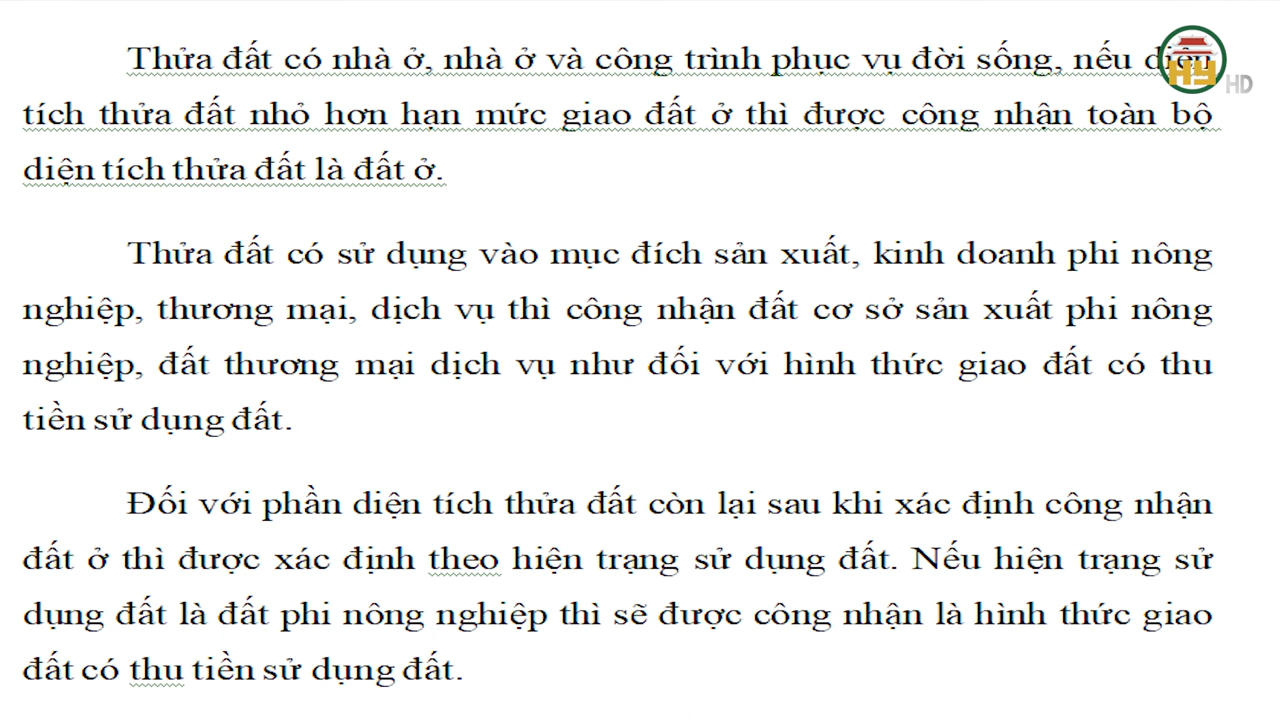 Thửa đất có nhà ở, nhà ở và công trình phục vụ đời sống, nếu diện
tích thửa đất nhỏ hơn hạn mức giao đất ở thì được công nhận toàn bộ
diện tích thửa đất là đất ở.
Thửa đất có sử dụng vào mục đích sản xuất, kinh doanh phi nông
nghiệp, thương mại, dịch vụ thì công nhận đất cơ sở sản xuất phi nông
nghiệp, đất thương mại dịch vụ như đối với hình thức giao đất có thu
tiền sử dụng đất.
Đối với phần diện tích thửa đất còn lại sau khi xác định công nhận
đất ở thì được xác định theo hiện trạng sử dụng đất. Nếu hiện trạng sử
dụng đất là đất phi nông nghiệp thì sẽ được công nhận là hình thức giao
đất có thu tiền sử dụng đất.
HY
HD